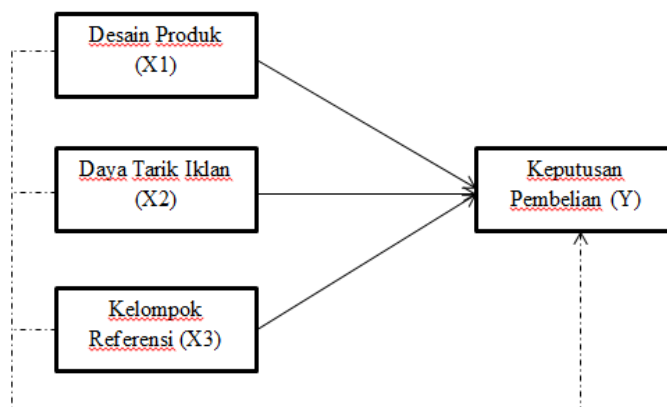 Desain Produk
(X1)
Daya Tarik Iklan
(X2)
Keputusan
Pembelian (Y)
Kelompok
Referensi (X3)